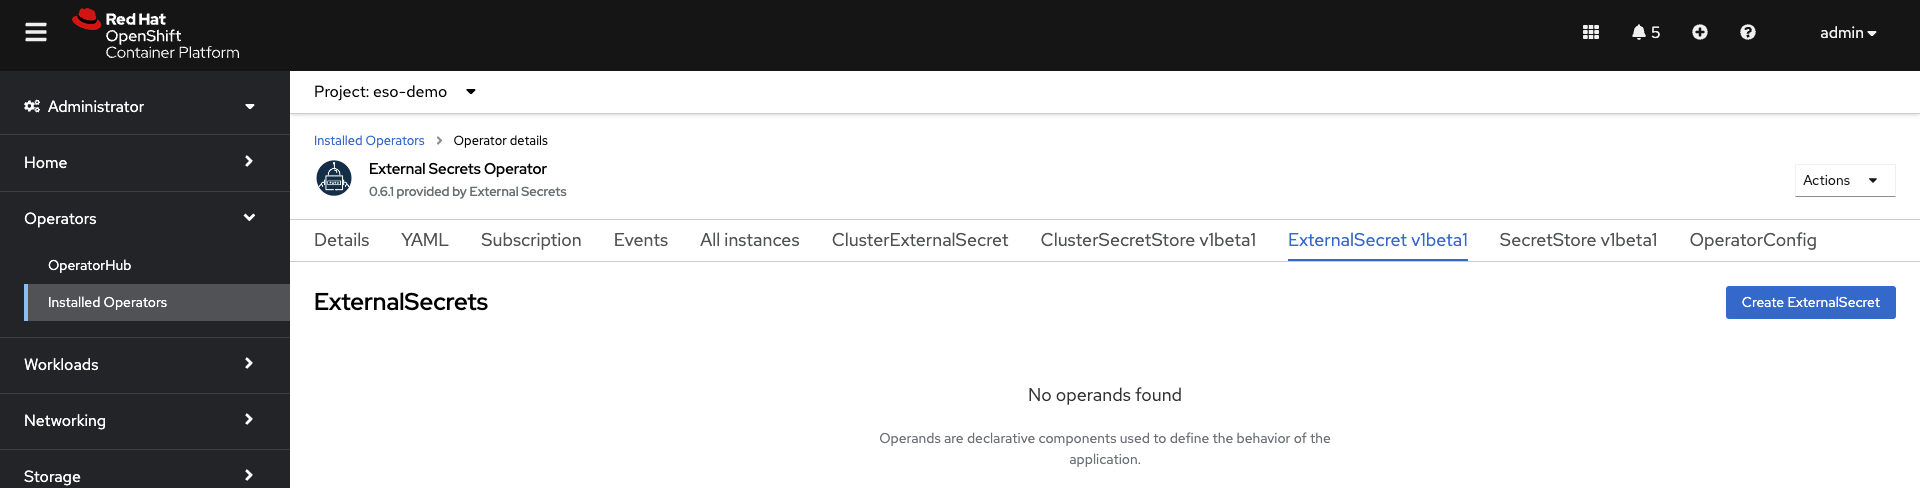 Red Hat
OpenShift
Container Platform
5
admin
Administrator
Home
Operators
OperatorHub
Installed Operators
Workloads
Networking
Storage
Project: eso-demo
Installed Operators > Operator details
External Secrets Operator
0.6.1 provided by External Secrets
Actions
Details YAML Subscription Events All instances ClusterExternalSecret ClusterSecretStore v1beta1 ExternalSecret v1beta1 SecretStore v1beta1 OperatorConfig
ExternalSecrets
Create ExternalSecret
No operands found
Operands are declarative components used to define the behavior of the
application.